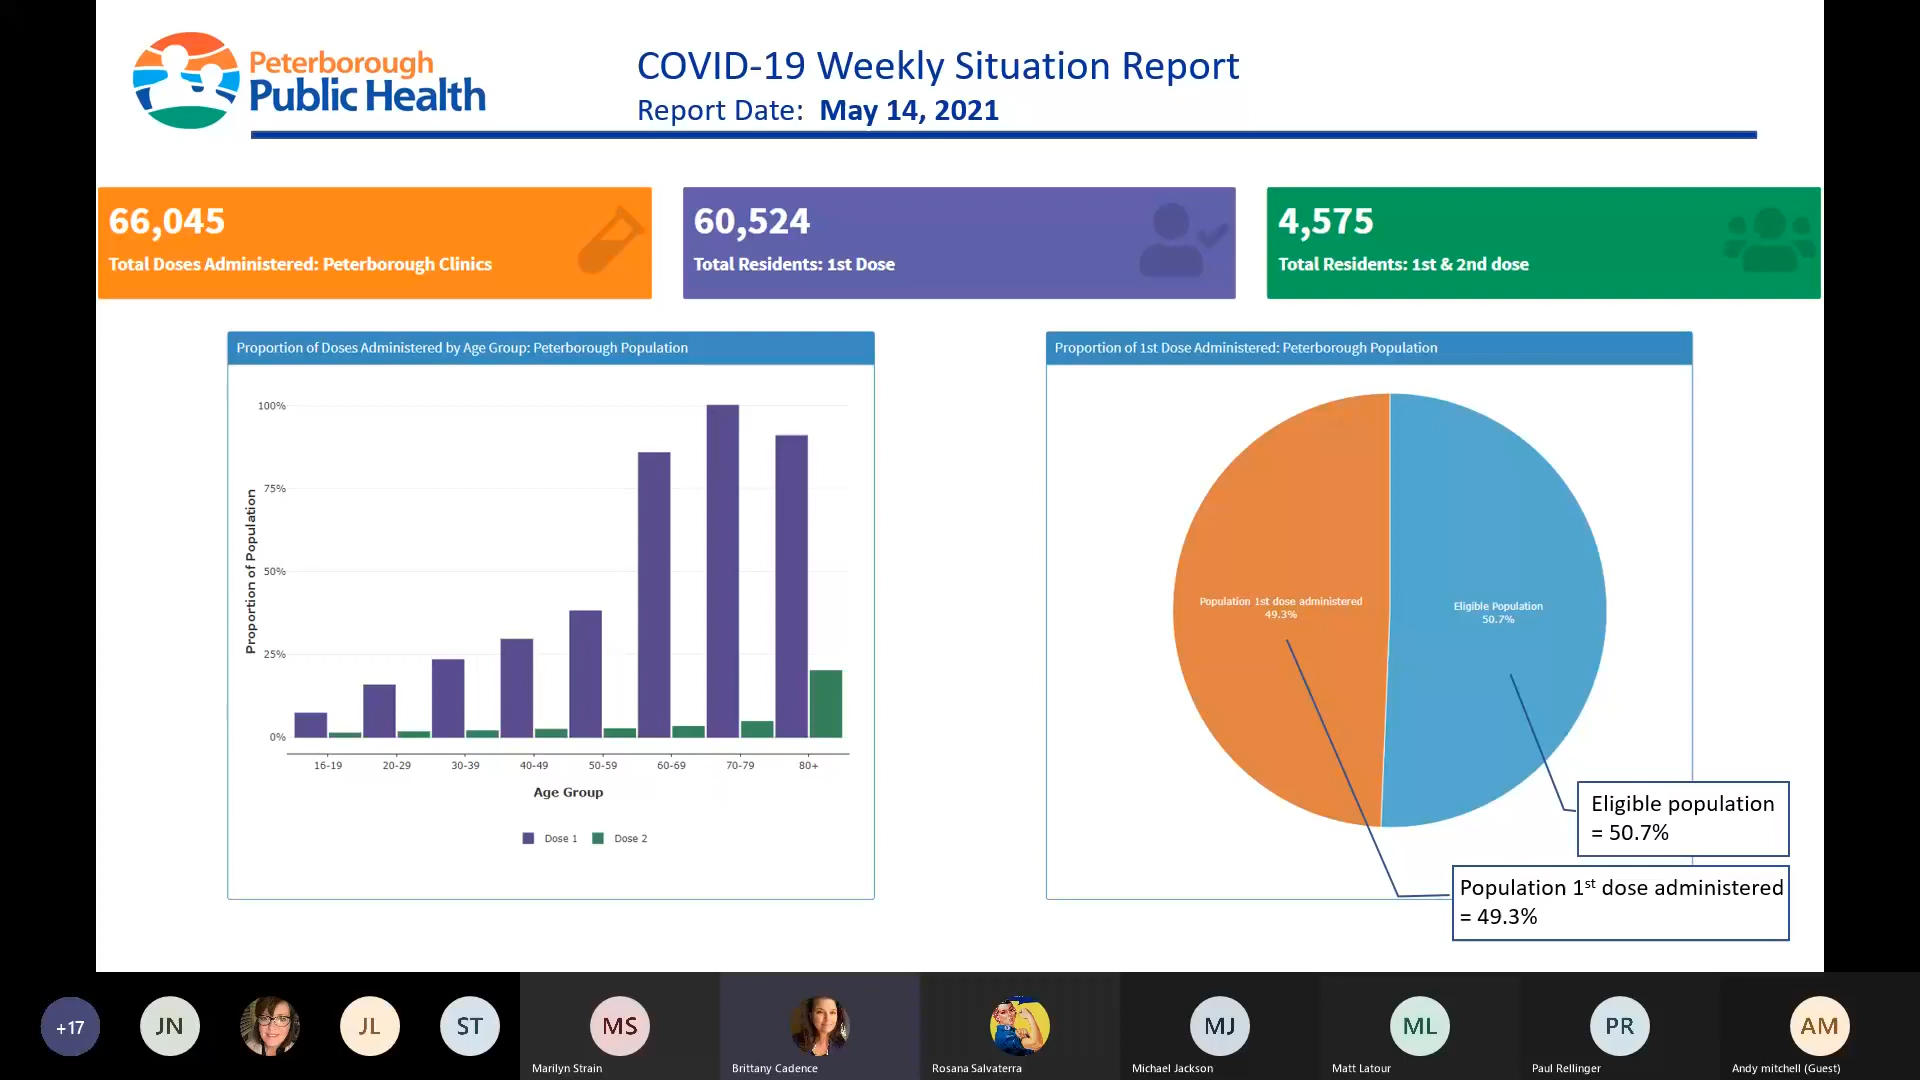 Peterborough
Public Health
COVID-19 Weekly Situation Report
Report Date: May 14, 2021
66,045
Total Doses Administered: Peterborough Clinics
60,524
Total Residents: 1st Dose
4,575
Total Residents: 1st & 2nd dose
Proportion of Doses Administered by Age Group: Peterborough Population
100%
75%
50%
25%
0%
Proportion of Population
16-19 20-29 30-39 40-49 50-59 60-69 70-79 80+
Age Group
Dose 1 Dose 2
Proportion of 1st Dose Administered: Peterborough Population
Population 1st dose administered
49.3%
Eligible Population
50.7%
Eligible population
= 50.7%
Population 1st dose administered
= 49.3%
+17 JN JL ST MS MJ ML PR AM
Marilyn Strain Brittany Cadence Rosana Salvaterra Michael Jackson Matt Latour Paul Rellinger Andy mitchell (Guest)